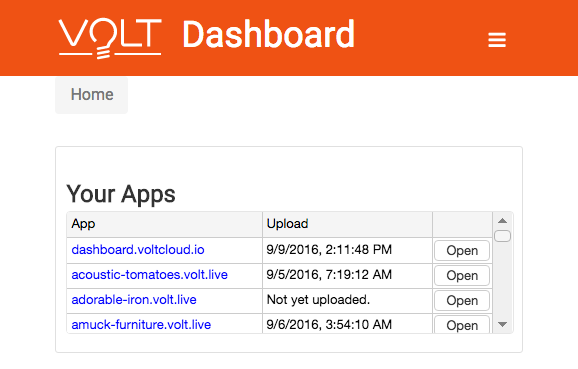 VOLT Dashboard
Home
Your Apps
App Upload
dashboard.voltcloud.io 9/9/2016, 2:11:48 PM Open
acoustic-tomatoes.volt.live 9/5/2016, 7:19:12 AM Open
adorable-iron.volt.live Not yet uploaded. Open
amuck-furniture.volt.live 9/6/2016, 3:54:10 AM Open